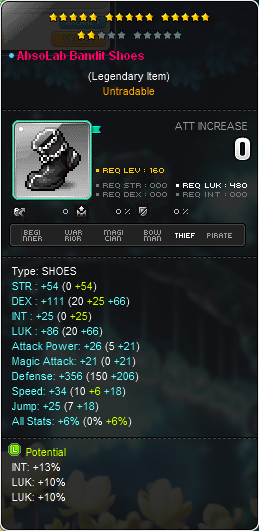 AbsoLab Bandit Shoes
(Legendary Item)
Untradable
ATT INCREASE
0
REQ LEV : 160
REQ STR : 000 REQ LUK : 480
REQ DEX : 000 REQ INT : 000
0 0 % 0 %
BEGINNER WARRIOR MAGICIAN BOWMAN THIEF PIRATE
Type: SHOES
STR : +54 (0 +54)
DEX : +111 (20 +25 +66)
INT : +25 (0 +25)
LUK : +86 (20 +66)
Attack Power: +26 (5 +21)
Magic Attack: +21 (0 +21)
Defense: +356 (150 +206)
Speed: +34 (10 +6 +18)
Jump: +25 (7 +18)
All Stats: +6% (0% +6%)
L Potential
INT: +13%
LUK: +10%
LUK: +10%